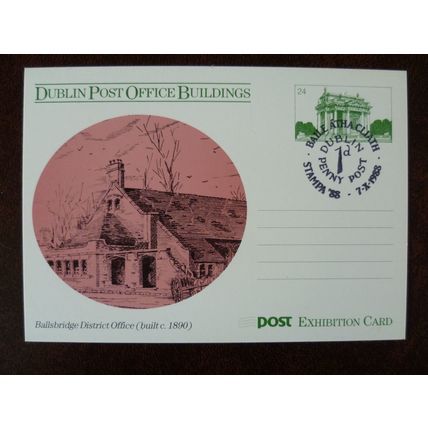 DUBLIN POST OFFICE BUILDINGS
24
BAILE ÁTHA CLIATH
DUBLIN
1d
PENNY POST
STAMPA '88 - 7-X-1988
Ballsbridge District Office (built c. 1890)
POST EXHIBITION CARD